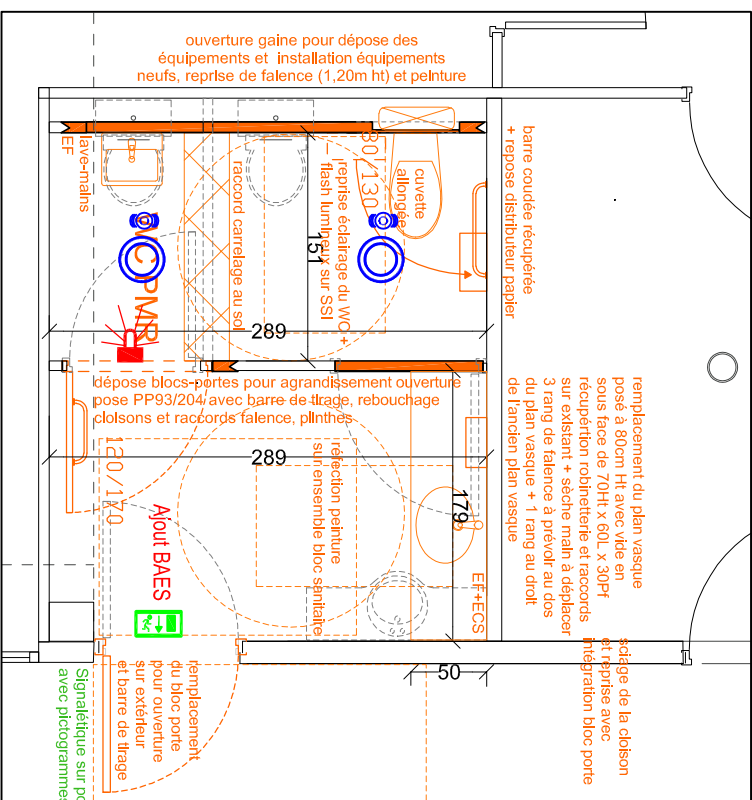 ouverture gaine pour dépose des
équipements et installation équipements
neufs, reprise de faïence (1,20m ht) et peinture
lave-mains
EF
WC PMR
raccord carrelage au sol
80/130
reprise éclairage du WC +
flash lumineux sur SSI
151
cuvette
allongée
barre coudée récupérée
+ repose distributeur papier
289
dépose blocs-portes pour agrandissement ouverture
pose PP93/204 avec barre de tirage, rebouchage
cloisons et raccords faïence, plinthes
289
120/170
Ajout BAES
réfection peinture
sur ensemble bloc sanitaire
179
EF+ECS
50
remplacement du plan vasque
posé à 80cm Ht avec vide en
sous face de 70Ht x 60L x 30Pf
récupértion robinetterie et raccords
sur existant + sèche main à déplacer
3 rang de faïence à prévoir au dos
du plan vasque + 1 rang au droit
de l'anden plan vasque
sciage de la cloison
et reprise avec
intégration bloc porte
remplacement
du bloc porte
pour ouverture
sur extérieur
et barre de tirage
Signalétique sur po
avec pictogrammes